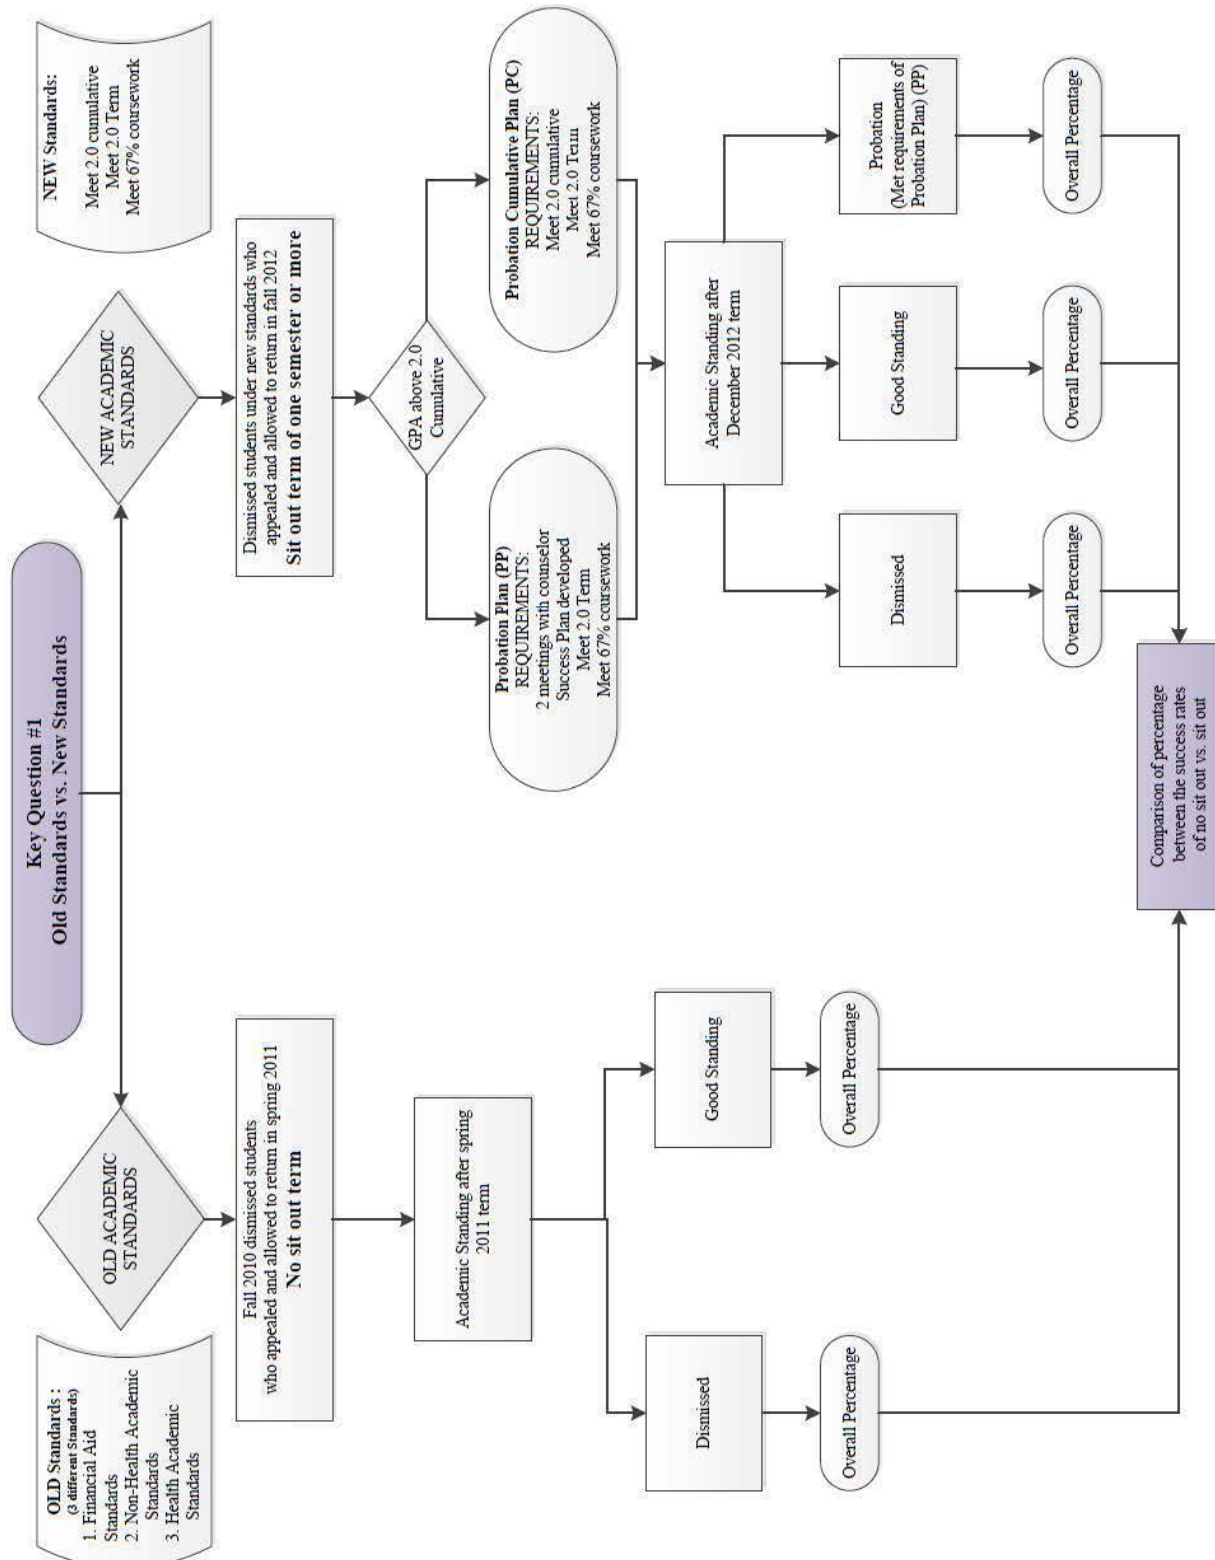 Key Question #1
Old Standards vs. New Standards
OLD Standards :
(3 different Standards)
1. Financial Aid
Standards
2. Non-Health Academic
Standards
3. Health Academic
Standards
OLD ACADEMIC
STANDARDS
NEW ACADEMIC
STANDARDS
NEW Standards:
Meet 2.0 cumulative
Meet 2.0 Term
Meet 67% coursework
Fall 2010 dismissed students
who appealed and allowed to return in spring 2011
No sit out term
Dismissed students under new standards who
appealed and allowed to return in fall 2012
Sit out term of one semester or more
GPA above 2.0
Cumulative
Academic Standing after spring
2011 term
Probation Plan (PP)
REQUIREMENTS:
2 meetings with counselor
Success Plan developed
Meet 2.0 Term
Meet 67% coursework
Probation Cumulative Plan (PC)
REQUIREMENTS:
Meet 2.0 cumulative
Meet 2.0 Term
Meet 67% coursework
Academic Standing after
December 2012 term
Dismissed
Good Standing
Dismissed
Good Standing
Probation
(Met requirements of
Probation Plan) (PP)
Overall Percentage
Overall Percentage
Overall Percentage
Overall Percentage
Overall Percentage
Comparison of percentage
between the success rates
of no sit out vs. sit out